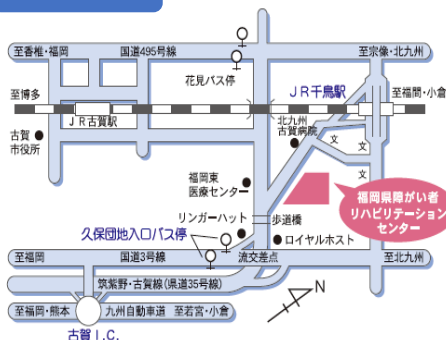 至香椎・福岡
国道495号線
至宗像・北九州
花見バス停
JR千鳥駅
至博多
至福間・小倉
JR古賀駅
北九州
古賀病院
古賀
市役所
文
文
文
福岡東
医療センター
福岡県障がい者
リハビリテーション
センター
リンガーハット
歩道橋
久保団地入口バス停
ロイヤルホスト
至福岡
国道3号線
流交差点
至北九州
筑紫野・古賀線(県道35号線)
N
至福岡・熊本
九州自動車道
至若宮・小倉
古賀I.C.